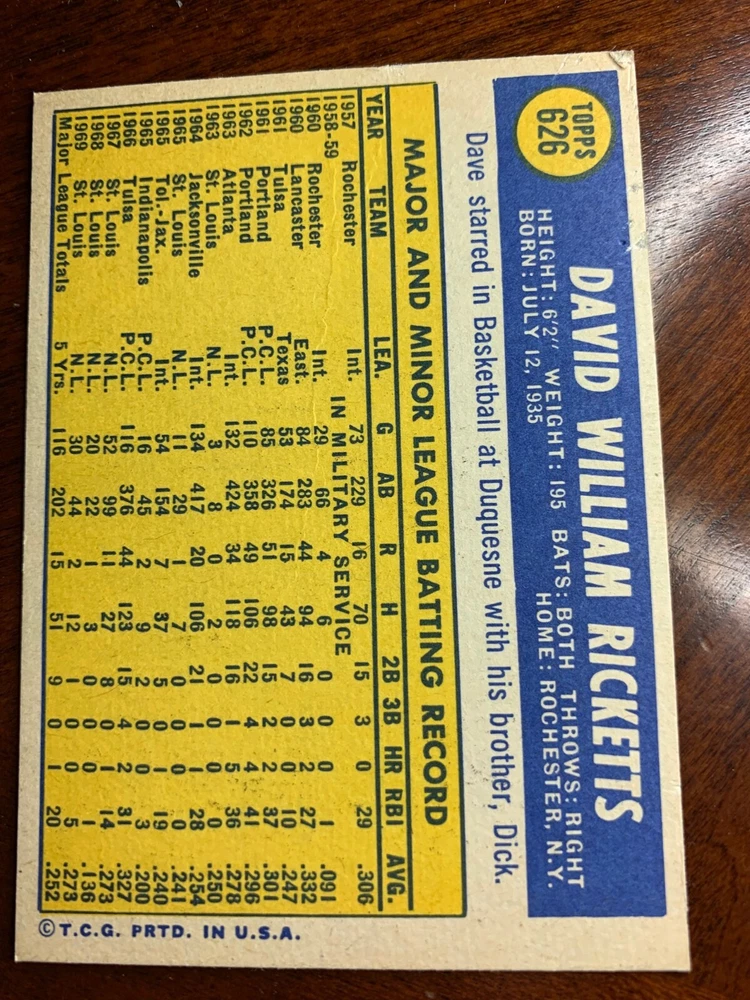 TOPPS
626
DAVID WILLIAM RICKETTS
HEIGHT: 6'2" WEIGHT: 195 BATS: BOTH THROWS: RIGHT
BORN: JULY 12, 1935 HOME: ROCHESTER, N.Y.
Dave starred in Basketball at Duquesne with his brother, Dick.
MAJOR AND MINOR LEAGUE BATTING RECORD
YEAR TEAM LEA. G AB R H 2B 3B HR RBI AVG.
1957 Rochester Int. 73 229 16 70 15 3 0 29 .306
1958-59 IN MILITARY SERVICE
1960 Rochester Int. 29 66 4 6 0 0 0 1 .091
1960 Lancaster East. 84 283 44 94 16 3 2 27 .332
1961 Tulsa Texas 53 174 15 43 7 0 0 10 .247
1961 Portland P.C.L. 85 326 51 98 15 2 2 37 .301
1962 Portland P.C.L. 110 358 49 106 22 4 4 41 .296
1963 Atlanta Int. 132 424 34 118 16 1 5 36 .278
1963 St. Louis N.L. 3 8 0 2 0 0 0 0 .250
1964 Jacksonville Int. 134 417 20 106 21 1 0 28 .254
1965 St. Louis N.L. 11 29 1 7 0 0 0 0 .241
1965 Tol.-Jax. Int. 54 154 7 37 5 0 1 19 .240
1965 Indianapolis P.C.L. 16 45 2 9 2 0 0 3 .200
1966 Tulsa P.C.L. 116 376 44 123 15 4 2 31 .327
1967 St. Louis N.L. 52 99 11 27 8 0 1 14 .273
1968 St. Louis N.L. 20 22 1 3 0 0 0 1 .136
1969 St. Louis N.L. 30 44 2 12 1 0 0 5 .273
Major League Totals 5 Yrs. 116 202 15 51 9 0 1 20 .252
©T.C.G. PRTD. IN U.S.A.